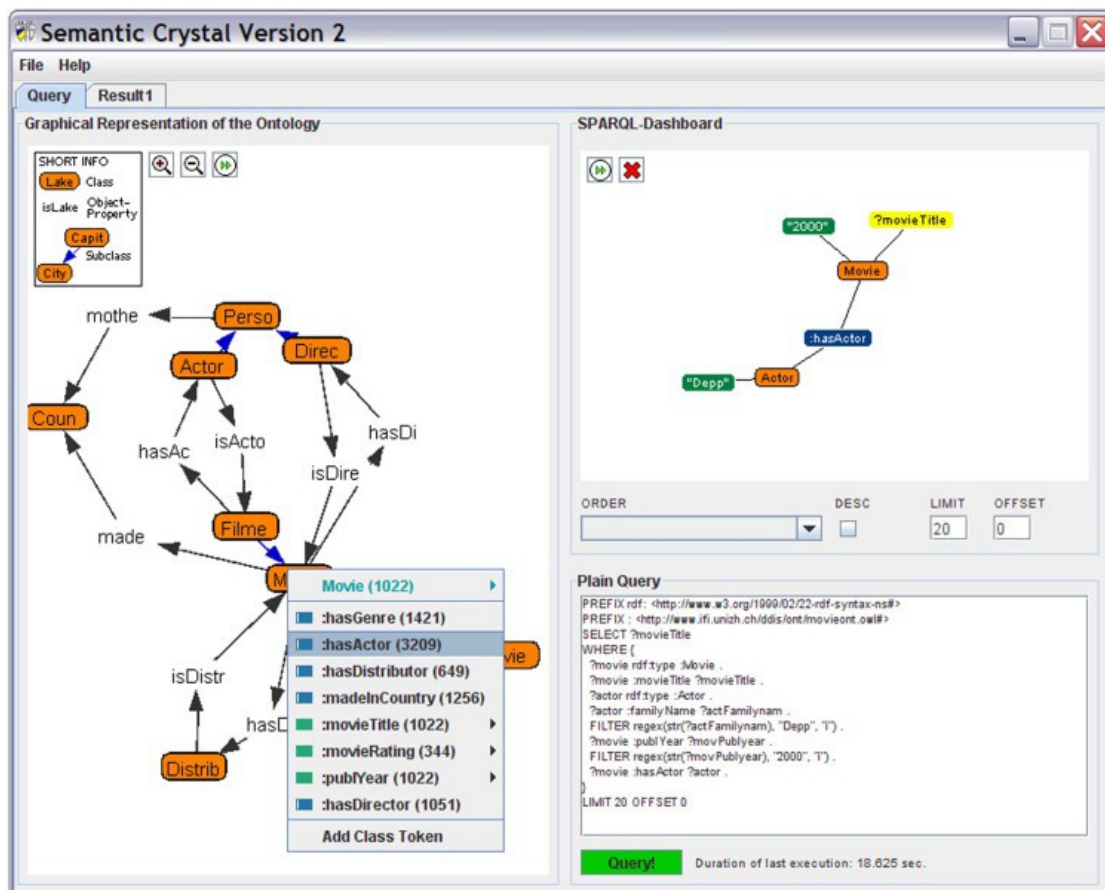 Semantic Crystal Version 2
File Help
Query Result1
Graphical Representation of the Ontology
SHORT INFO
Lake Class
isLake Object-
Property
Capit
Subclass
City
mothe
Perso
Actor
Direc
Coun
hasAc
isActo
hasDi
isDire
made
Filme
M
Movie (1022)
:hasGenre (1421)
:hasActor (3209)
:hasDistributor (649)
:madeInCountry (1256)
:movieTitle (1022)
:movieRating (344)
:publYear (1022)
:hasDirector (1051)
Add Class Token
vie
isDistr
hasD
Distrib
SPARQL-Dashboard
"2000"
?movieTitle
Movie
:hasActor
"Depp"
Actor
ORDER DESC LIMIT OFFSET
20 0
Plain Query
PREFIX rdf: <http://www.w3.org/1999/02/22-rdf-syntax-ns#>
PREFIX : <http://www.ifi.unizh.ch/ddis/ont/movieont.owl#>
SELECT ?movieTitle
WHERE {
?movie rdf:type :Movie .
?movie :movieTitle ?movieTitle .
?actor rdf:type :Actor .
?actor :familyName ?actFamilynam .
FILTER regex(str(?actFamilynam), "Depp", "i") .
?movie :publYear ?movPublyear .
FILTER regex(str(?movPublyear), "2000", "i") .
?movie :hasActor ?actor .
}
LIMIT 20 OFFSET 0
Query! Duration of last execution: 18.625 sec.